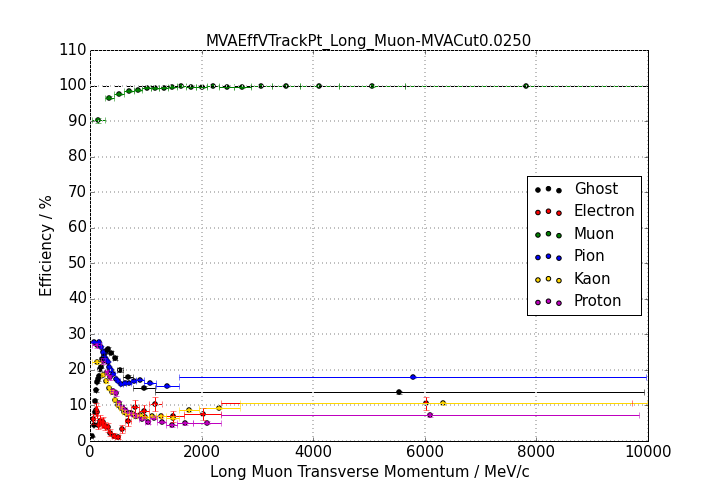 MVAEffVTrackPt_Long_Muon-MVACut0.0250
110
100
90
80
70
60
50
40
30
20
10
0
Efficiency / %
Ghost
Electron
Muon
Pion
Kaon
Proton
0 2000 4000 6000 8000 10000
Long Muon Transverse Momentum / MeV/c